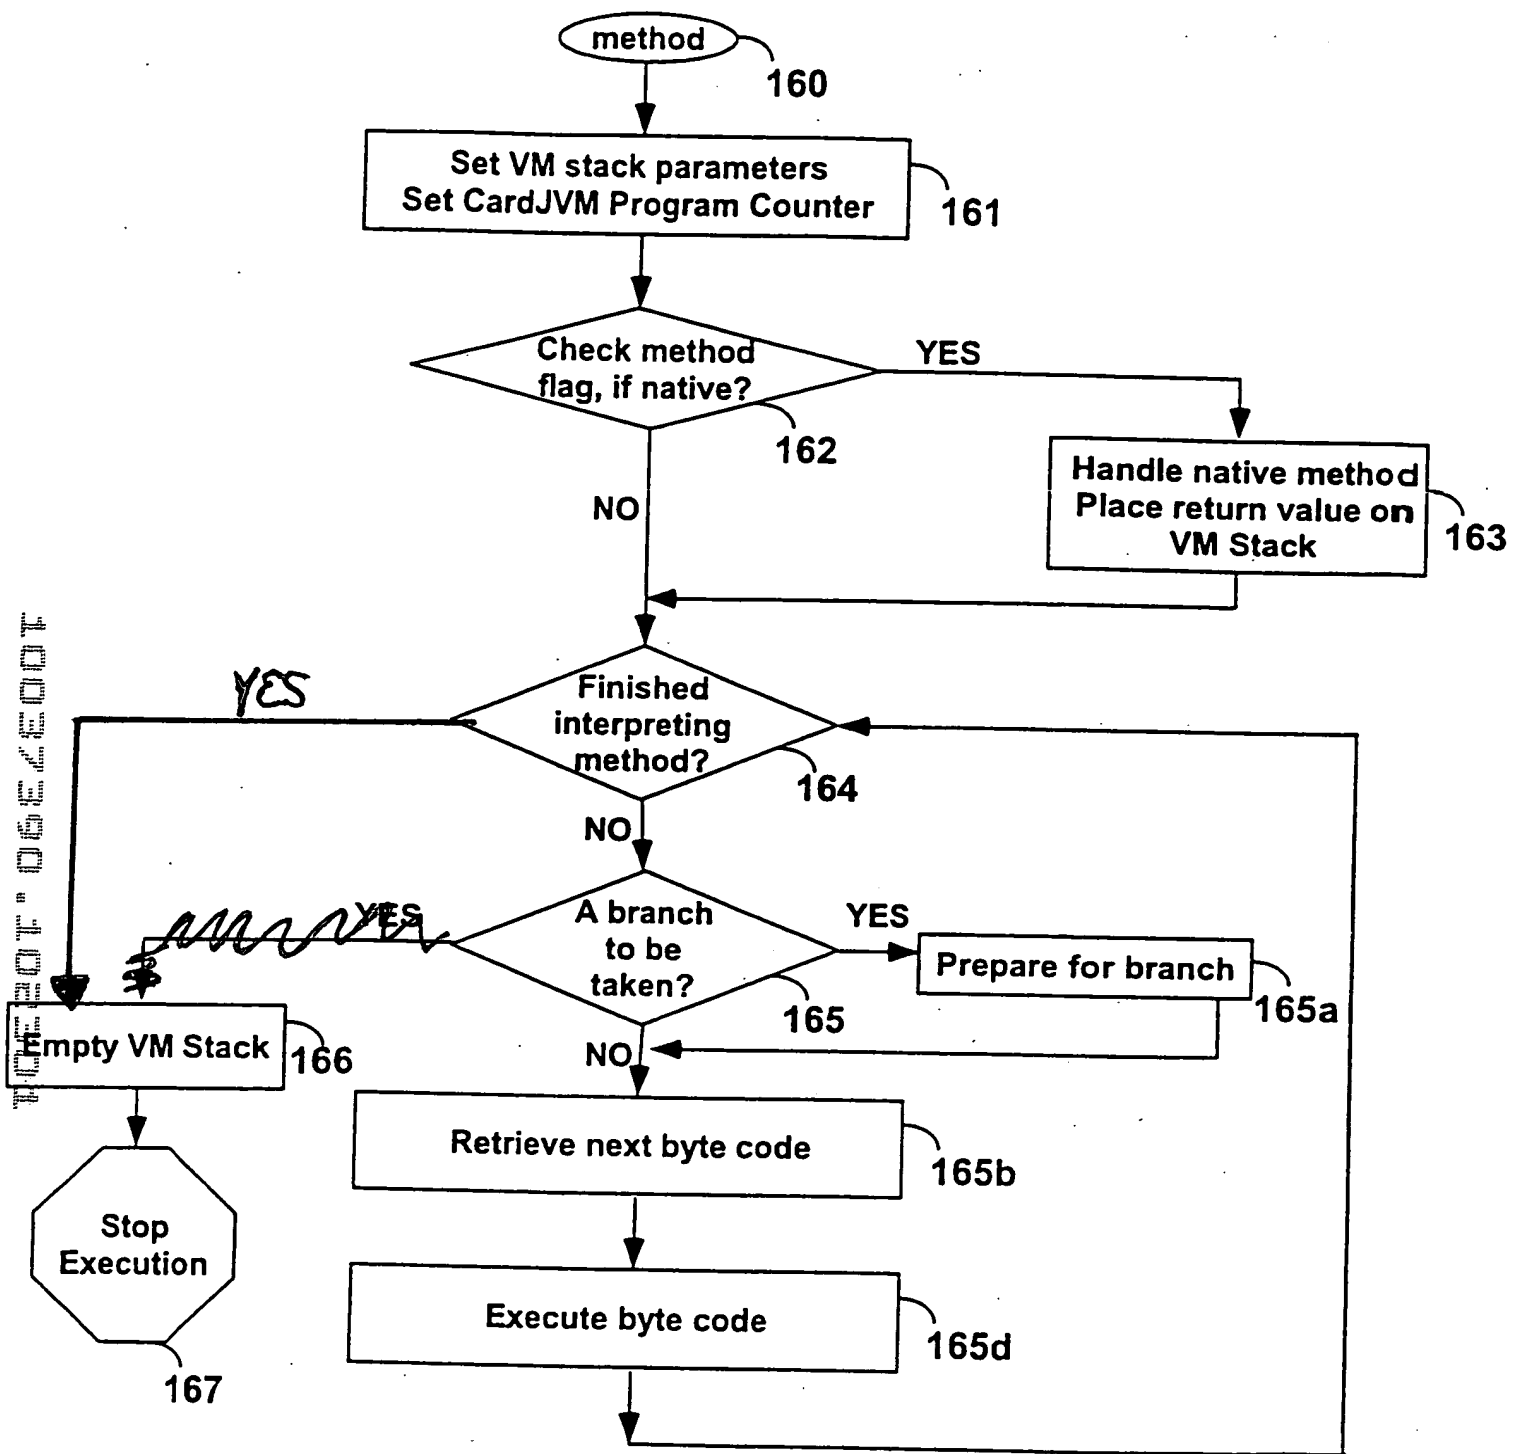 method
160
Set VM stack parameters
Set CardJVM Program Counter
161
Check method
flag, if native?
162
YES
Handle native method
Place return value on
VM Stack
163
NO
YES
Finished
interpreting
method?
164
NO
YES
A branch
to be
taken?
165
YES
Prepare for branch
165a
Empty VM Stack
166
NO
Retrieve next byte code
165b
Stop
Execution
167
Execute byte code
165d